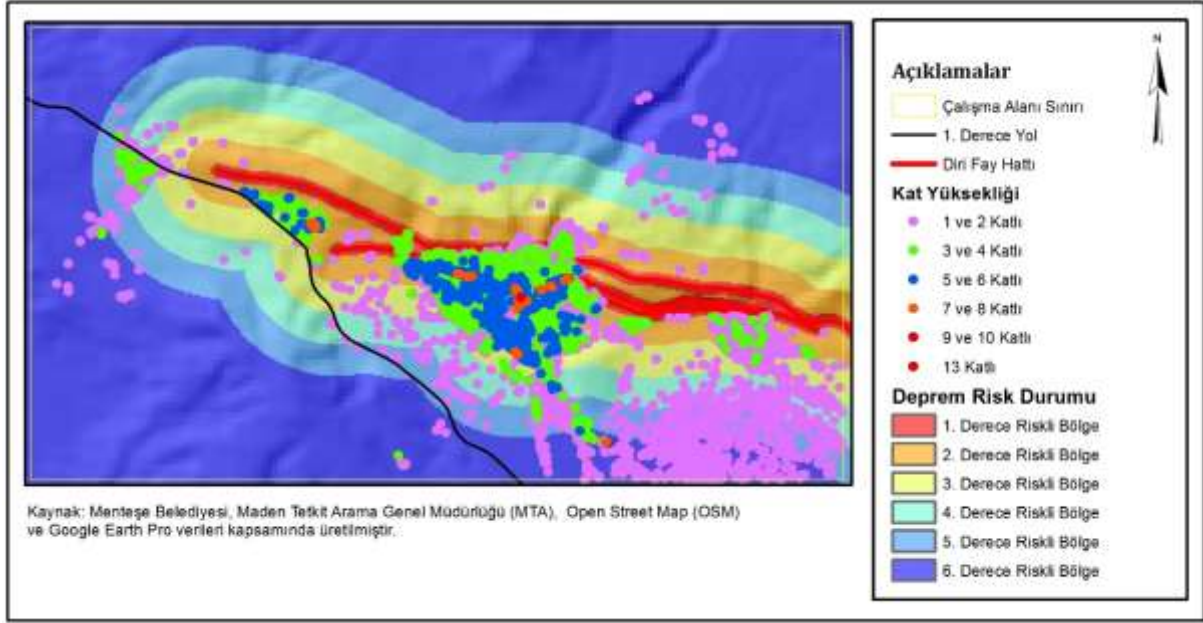 N
Açıklamalar
Çalışma Alanı Sınırı
1. Derece Yol
Diri Fay Hattı
Kat Yüksekliği
1 ve 2 Katlı
3 ve 4 Katlı
5 ve 6 Katlı
7 ve 8 Katlı
9 ve 10 Katlı
13 Katlı
Deprem Risk Durumu
1. Derece Riskli Bölge
2. Derece Riskli Bölge
3. Derece Riskli Bölge
4. Derece Riskli Bölge
5. Derece Riskli Bölge
6. Derece Riskli Bölge
Kaynak: Menteşe Belediyesi, Maden Tetkit Arama Genel Müdürlüğü (MTA), Open Street Map (OSM)
ve Google Earth Pro verileri kapsamında üretilmiştir.